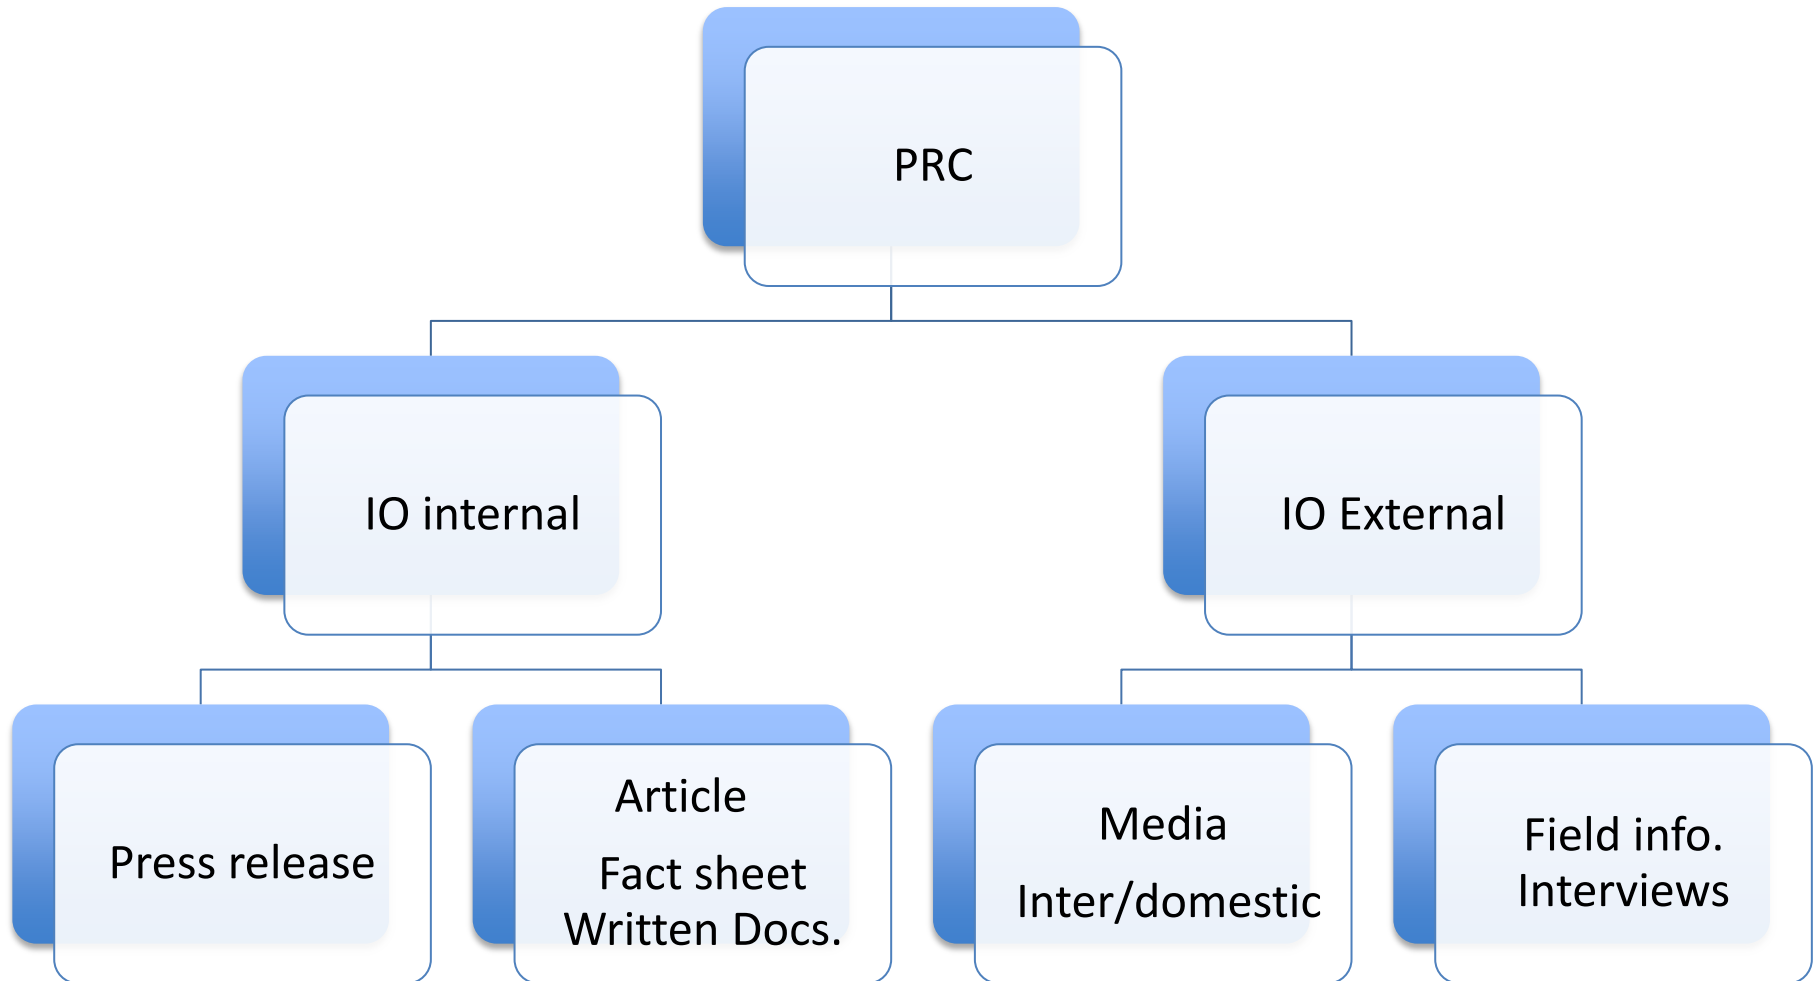 PRC
IO internal
IO External
Press release
Article
Fact sheet
Written Docs.
Media
Inter/domestic
Field info.
Interviews